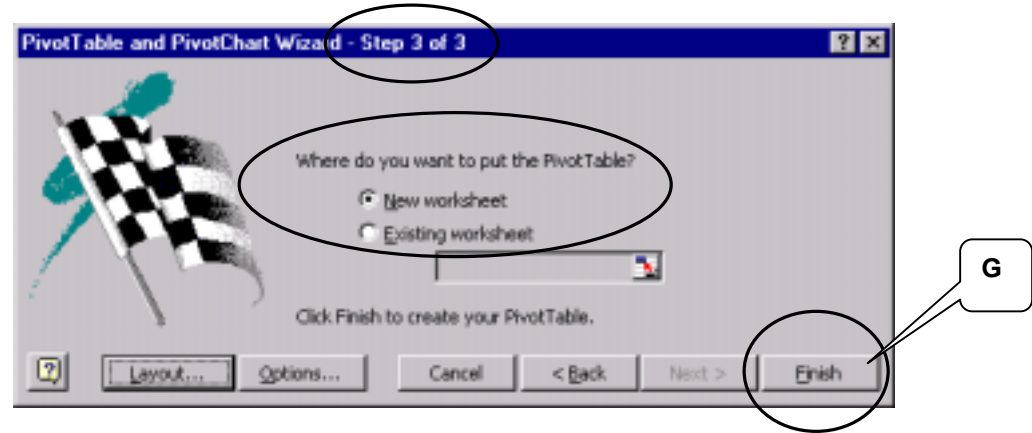 PivotTable and PivotChart Wizard - Step 3 of 3
Where do you want to put the PivotTable?
New worksheet
Existing worksheet
G
Click Finish to create your PivotTable.
Layout... Options... Cancel < Back Next > Finish